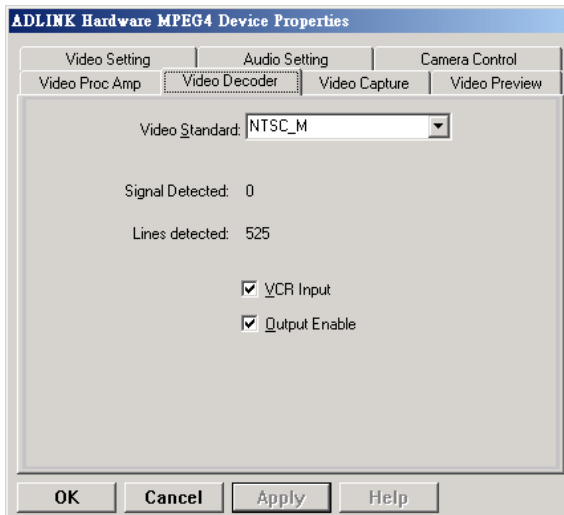 ADLINK Hardware MPEG4 Device Properties
Video Setting Audio Setting Camera Control
Video Proc Amp Video Decoder Video Capture Video Preview
Video Standard: NTSC_M
Signal Detected: 0
Lines detected: 525
VCR Input
Output Enable
OK Cancel Apply Help